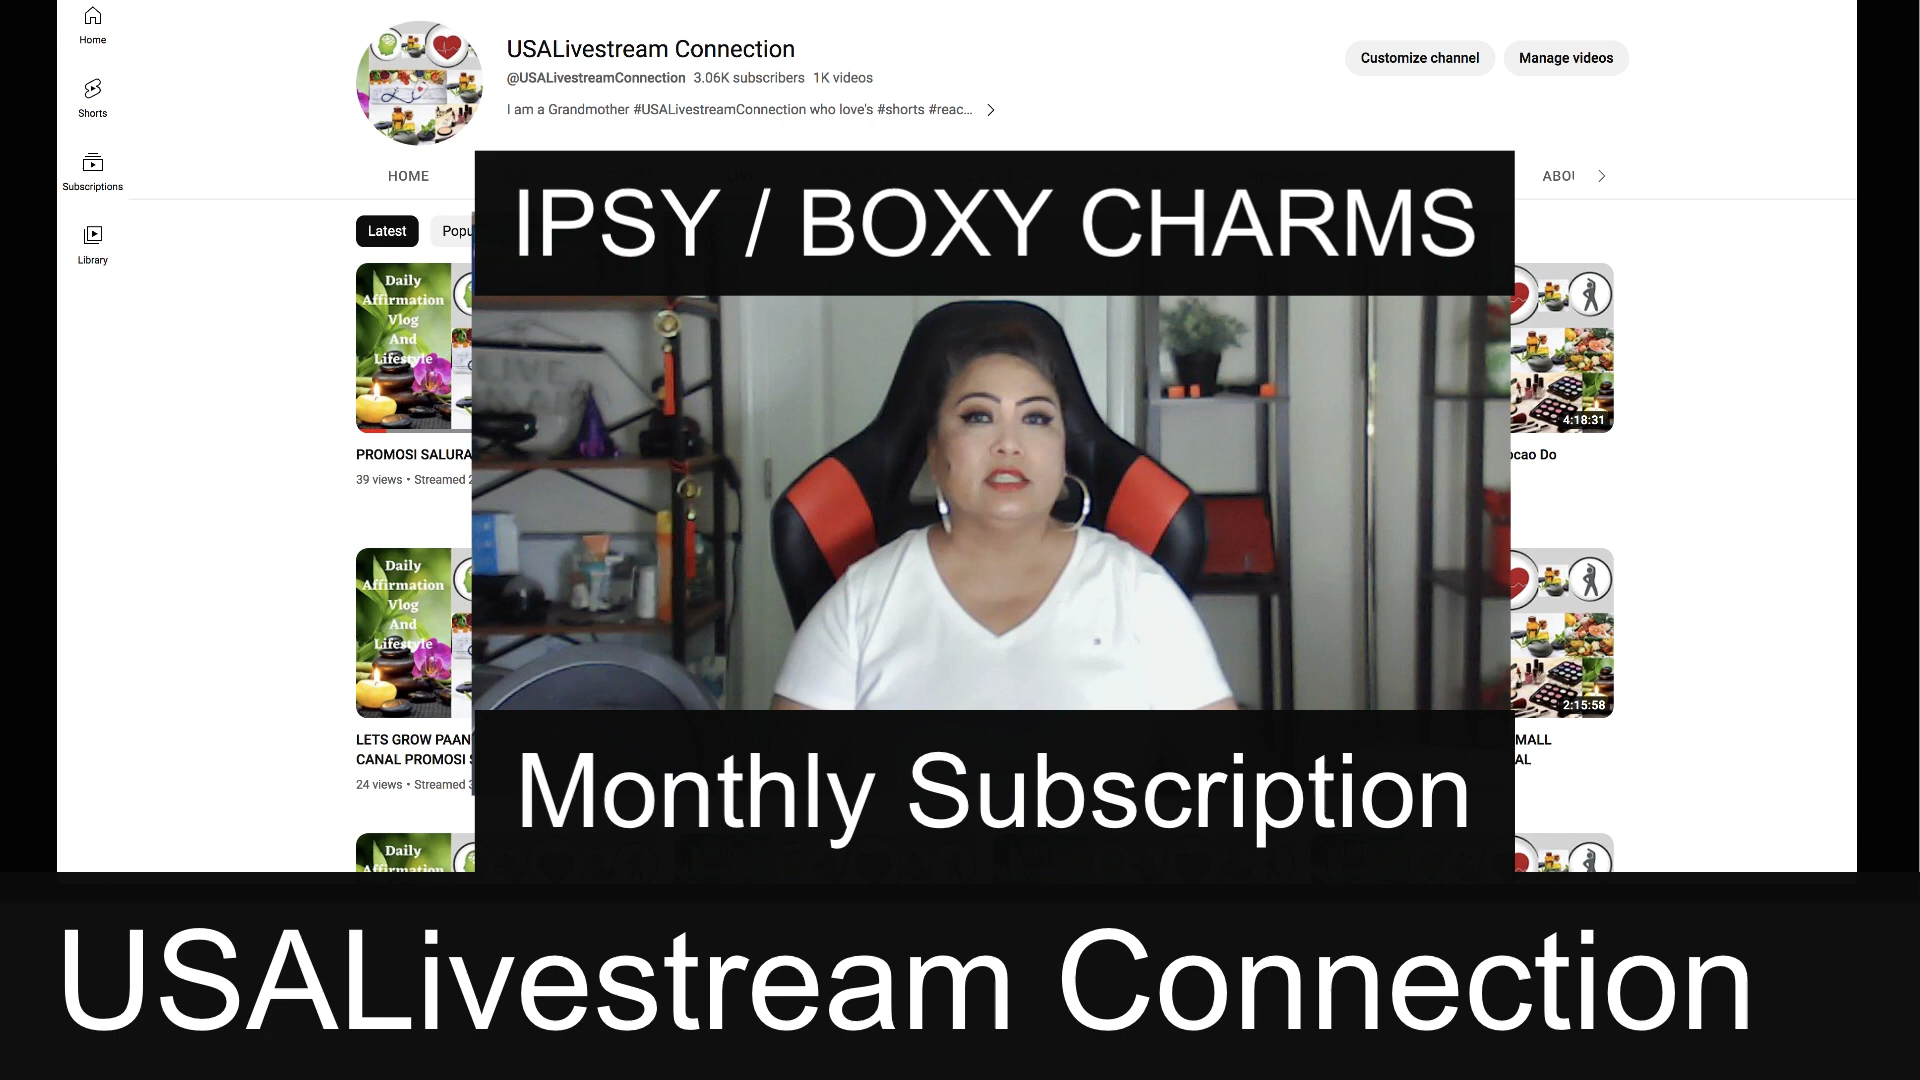 Home
Shorts
Subscriptions
Library
USALivestream Connection
@USALivestreamConnection 3.06K subscribers 1K videos
I am a Grandmother #USALivestreamConnection who love's #shorts #reac...
Customize channel
Manage videos
HOME
Latest
IPSY / BOXY CHARMS
Daily
Affirmation
Vlog
And
Lifestyle
4:18:31
PROMOSI
39 views • Streamed
Do
Daily
Affirmation
Vlog
And
Lifestyle
2:15:58
LETS GROW PAAN
CANAL PROMOSI
24 views • Streamed
Monthly Subscription
Daily
Affirmation
USALivestream Connection